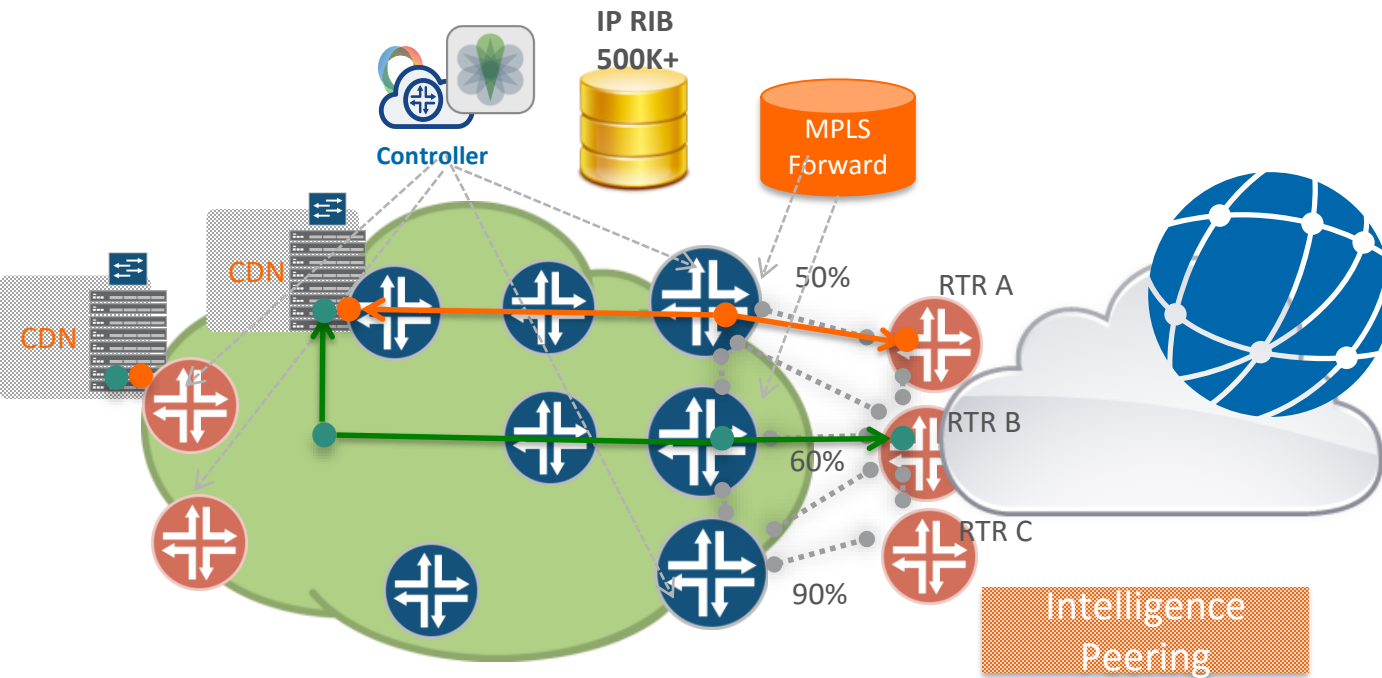 IP RIB
500K+
MPLS
Forward
Controller
CDN
50%
RTR A
CDN
RTR B
60%
RTR C
90%
Intelligence
Peering